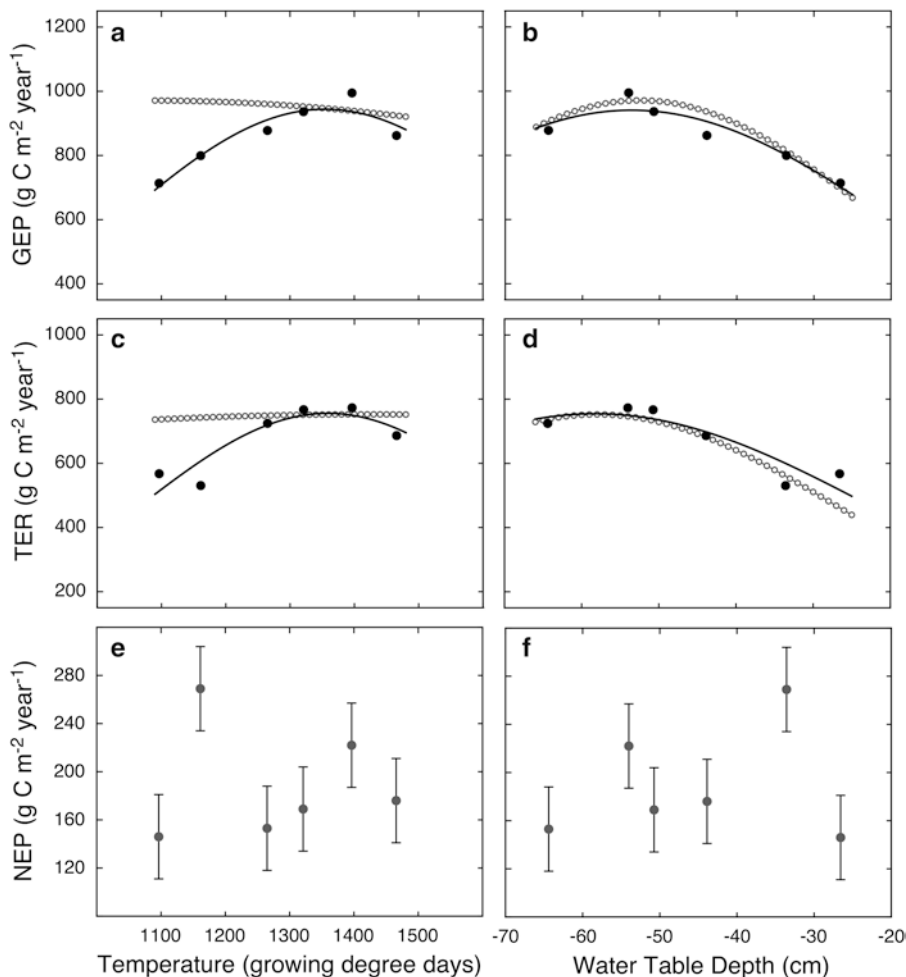 a
b
GEP (g C m-2 year-1)
1200
1000
800
600
400
c
d
TER (g C m-2 year-1)
1000
800
600
400
200
e
f
NEP (g C m-2 year-1)
280
240
200
160
120
1100 1200 1300 1400 1500
-70 -60 -50 -40 -30 -20
Temperature (growing degree days)
Water Table Depth (cm)